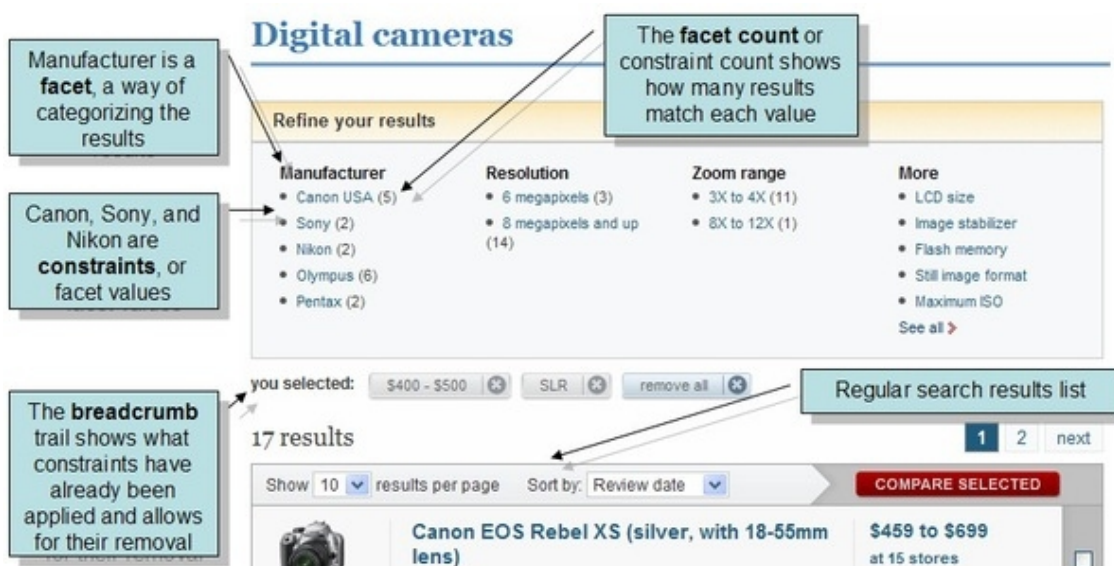 Digital cameras
Manufacturer is a
facet, a way of
categorizing the
results
The facet count or
constraint count shows
how many results
match each value
Refine your results
Manufacturer
Canon USA (5)
Sony (2)
Nikon (2)
Olympus (6)
Pentax (2)
Resolution
6 megapixels (3)
8 megapixels and up
(14)
Zoom range
3X to 4X (11)
8X to 12X (1)
More
LCD size
Image stabilizer
Flash memory
Still image format
Maximum ISO
See all
Canon, Sony, and
Nikon are
constraints, or
facet values
you selected: $400 - $500 SLR remove all
The breadcrumb
trail shows what
constraints have
already been
applied and allows
for their removal
Regular search results list
17 results
1 2 next
Show 10 results per page Sort by: Review date COMPARE SELECTED
Canon EOS Rebel XS (silver, with 18-55mm
lens)
$459 to $699
at 15 stores